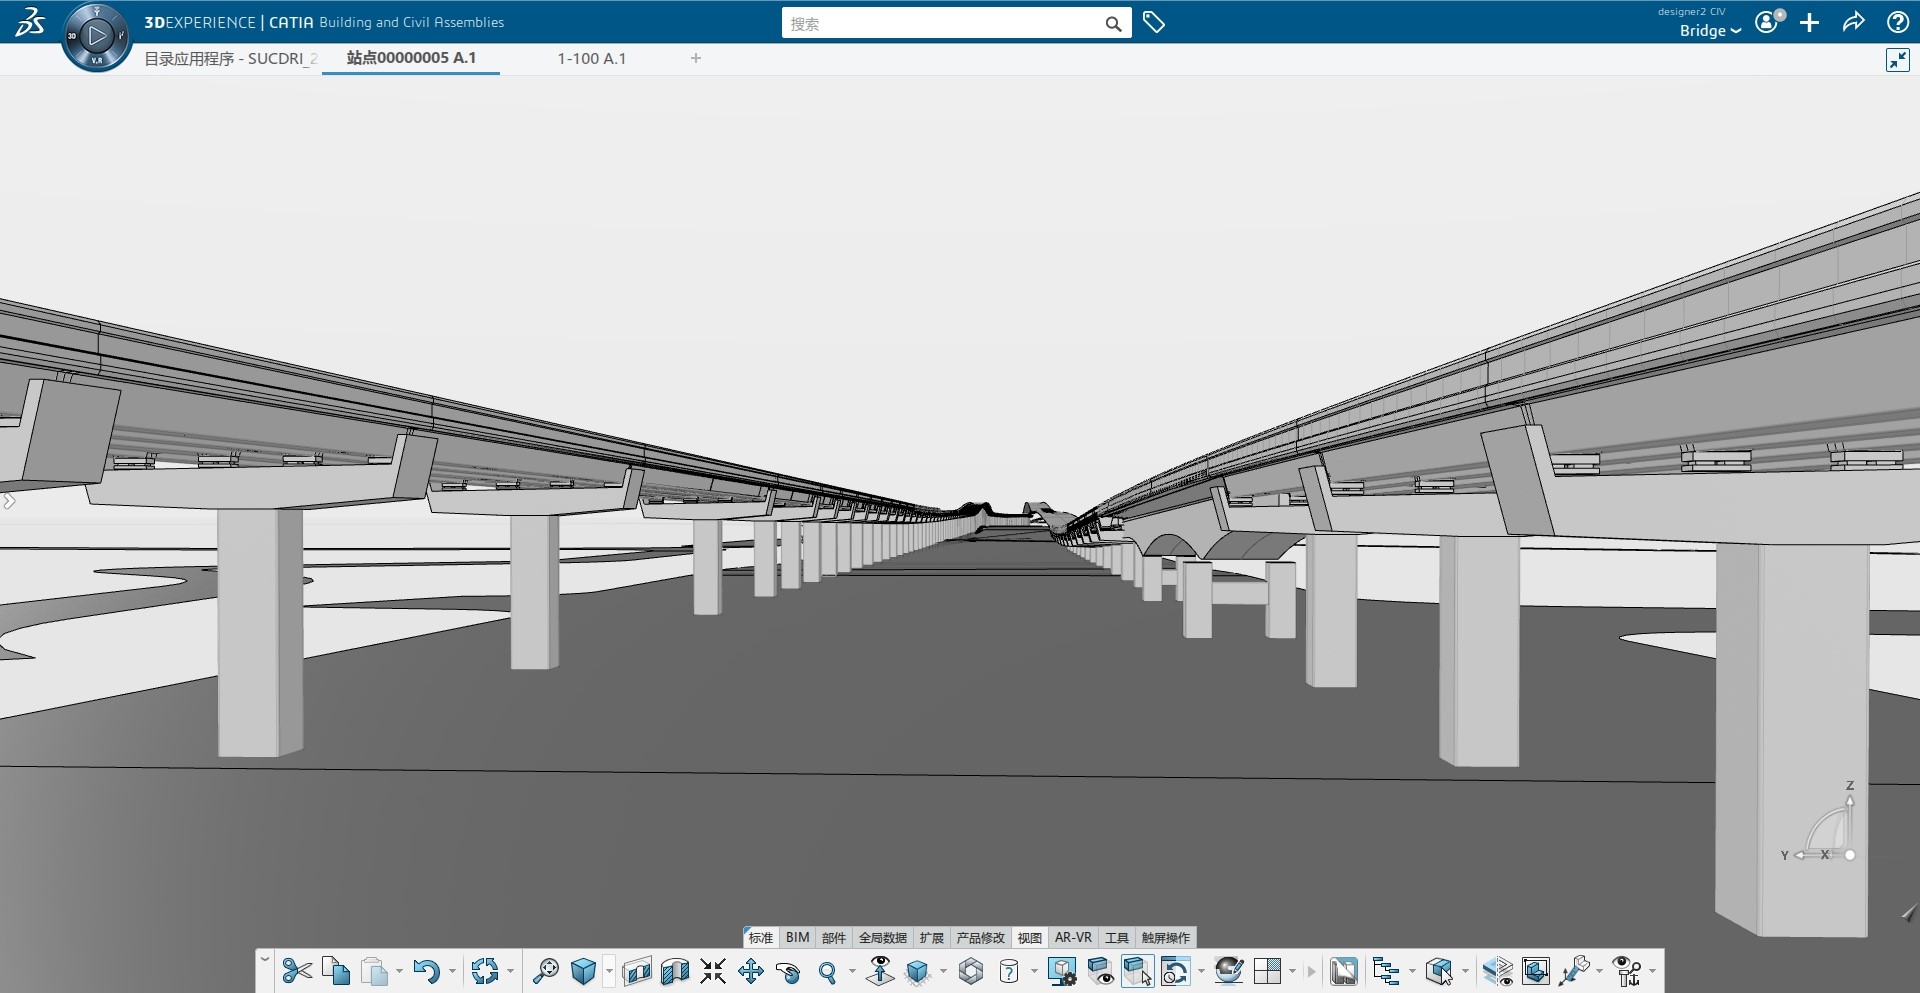 3DEXPERIENCE | CATIA Building and Civil Assemblies
搜索
designer2 CIV
Bridge
3D
V.R
目录应用程序 - SUCDRI_2
站点00000005 A.1
1-100 A.1
Z
Y
X
标准 BIM 部件 全局数据 扩展 产品修改 视图 AR-VR 工具 触屏操作